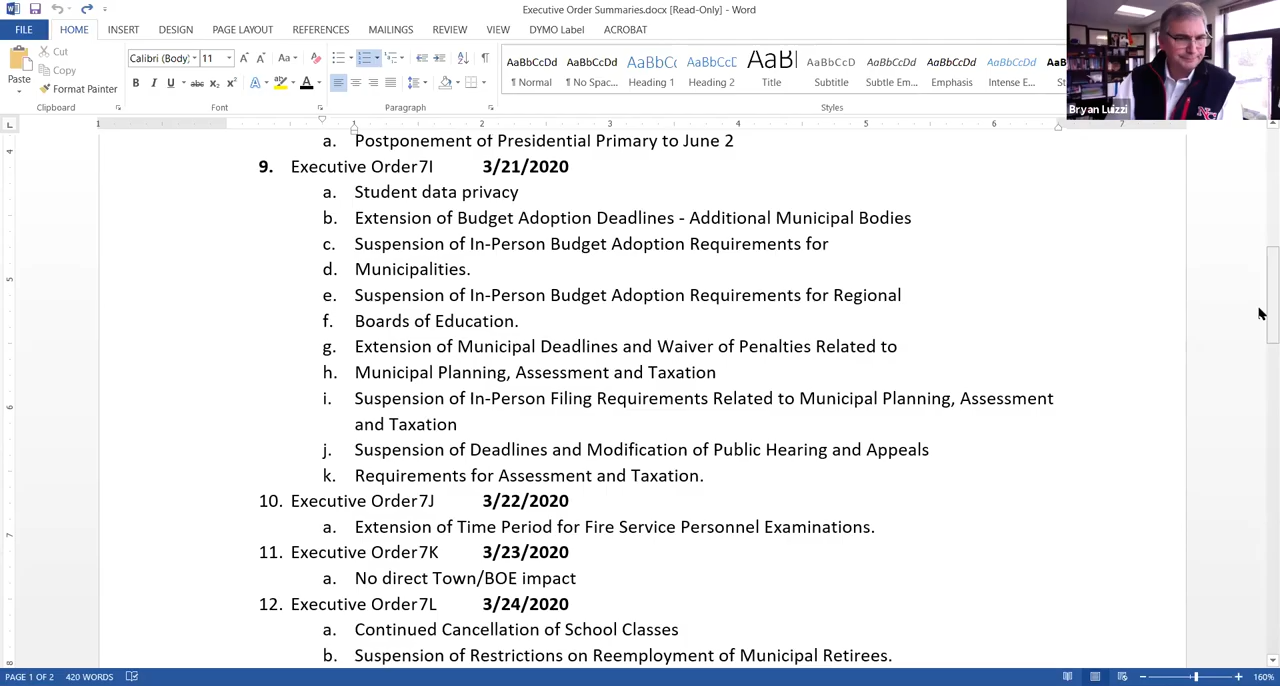 Executive Order Summaries.docx [Read-Only] - Word
FILE HOME INSERT DESIGN PAGE LAYOUT REFERENCES MAILINGS REVIEW VIEW DYMO Label ACROBAT
Cut
Copy
Format Painter
Paste
Clipboard
Calibri (Body) 11
Font
Paragraph
AaBbCcDd AaBbCcDd AaBbCc AaBbCcC AaBl AaBbCcD AaBbCcDd AaBbCcDd AaBbCcDd
¶ Normal ¶ No Spac... Heading 1 Heading 2 Title Subtitle Subtle Em... Emphasis Intense E...
Styles
Bryan Luizzi
1 1 2 3 4 5 6 7
a. Postponement of Presidential Primary to June 2
9. Executive Order7I 3/21/2020
a. Student data privacy
b. Extension of Budget Adoption Deadlines - Additional Municipal Bodies
c. Suspension of In-Person Budget Adoption Requirements for
d. Municipalities.
e. Suspension of In-Person Budget Adoption Requirements for Regional
f. Boards of Education.
g. Extension of Municipal Deadlines and Waiver of Penalties Related to
h. Municipal Planning, Assessment and Taxation
i. Suspension of In-Person Filing Requirements Related to Municipal Planning, Assessment
and Taxation
j. Suspension of Deadlines and Modification of Public Hearing and Appeals
k. Requirements for Assessment and Taxation.
10. Executive Order7J 3/22/2020
a. Extension of Time Period for Fire Service Personnel Examinations.
11. Executive Order7K 3/23/2020
a. No direct Town/BOE impact
12. Executive Order7L 3/24/2020
a. Continued Cancellation of School Classes
b. Suspension of Restrictions on Reemployment of Municipal Retirees.
PAGE 1 OF 2 420 WORDS 160%